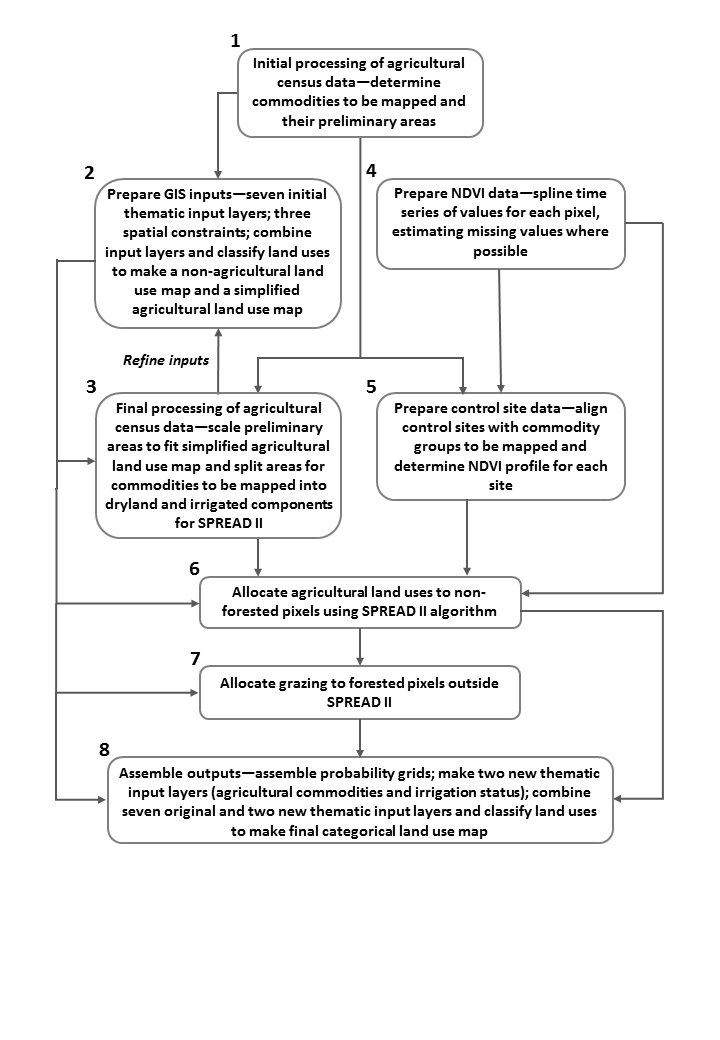 1
Initial processing of agricultural
census data—determine
commodities to be mapped and
their preliminary areas
2
Prepare GIS inputs—seven initial
thematic input layers; three
spatial constraints; combine
input layers and classify land uses
to make a non-agricultural land
use map and a simplified
agricultural land use map
4
Prepare NDVI data—spline time
series of values for each pixel,
estimating missing values where
possible
Refine inputs
3
Final processing of agricultural
census data—scale preliminary
areas to fit simplified agricultural
land use map and split areas for
commodities to be mapped into
dryland and irrigated components
for SPREAD II
5
Prepare control site data—align
control sites with commodity
groups to be mapped and
determine NDVI profile for each
site
6
Allocate agricultural land uses to non-
forested pixels using SPREAD II algorithm
7
Allocate grazing to forested pixels outside
SPREAD II
8
Assemble outputs—assemble probability grids; make two new thematic
input layers (agricultural commodities and irrigation status); combine
seven original and two new thematic input layers and classify land uses
to make final categorical land use map